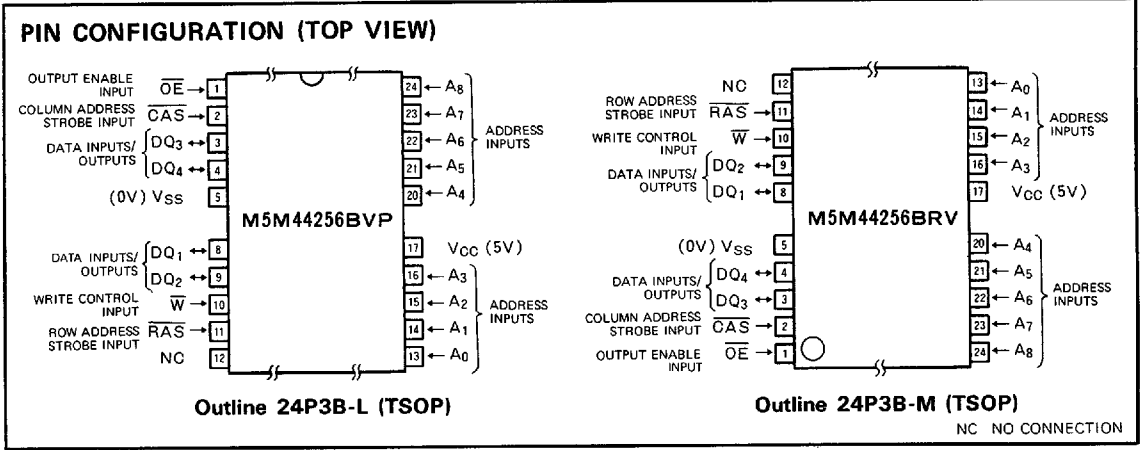 PIN CONFIGURATION (TOP VIEW)
OUTPUT ENABLE
INPUT
OE → 1
COLUMN ADDRESS
STROBE INPUT
CAS → 2
DATA INPUTS/
OUTPUTS
DQ3 ↔ 3
DQ4 ↔ 4
(0V) VSS 5
DATA INPUTS/
OUTPUTS
DQ1 ↔ 8
DQ2 ↔ 9
WRITE CONTROL
INPUT
W → 10
ROW ADDRESS
STROBE INPUT
RAS → 11
NC 12
M5M44256BVP
24 ← A8
23 ← A7
22 ← A6
21 ← A5
20 ← A4
ADDRESS
INPUTS
17 VCC (5V)
16 ← A3
15 ← A2
14 ← A1
13 ← A0
ADDRESS
INPUTS
Outline 24P3B-L (TSOP)
NC 12
ROW ADDRESS
STROBE INPUT
RAS → 11
WRITE CONTROL
INPUT
W → 10
DATA INPUTS/
OUTPUTS
DQ2 ↔ 9
DQ1 ↔ 8
(0V) VSS 5
DATA INPUTS/
OUTPUTS
DQ4 ↔ 4
DQ3 ↔ 3
COLUMN ADDRESS
STROBE INPUT
CAS → 2
OUTPUT ENABLE
INPUT
OE → 1
M5M44256BRV
13 ← A0
14 ← A1
15 ← A2
16 ← A3
ADDRESS
INPUTS
17 VCC (5V)
20 ← A4
21 ← A5
22 ← A6
23 ← A7
24 ← A8
ADDRESS
INPUTS
Outline 24P3B-M (TSOP)
NC NO CONNECTION